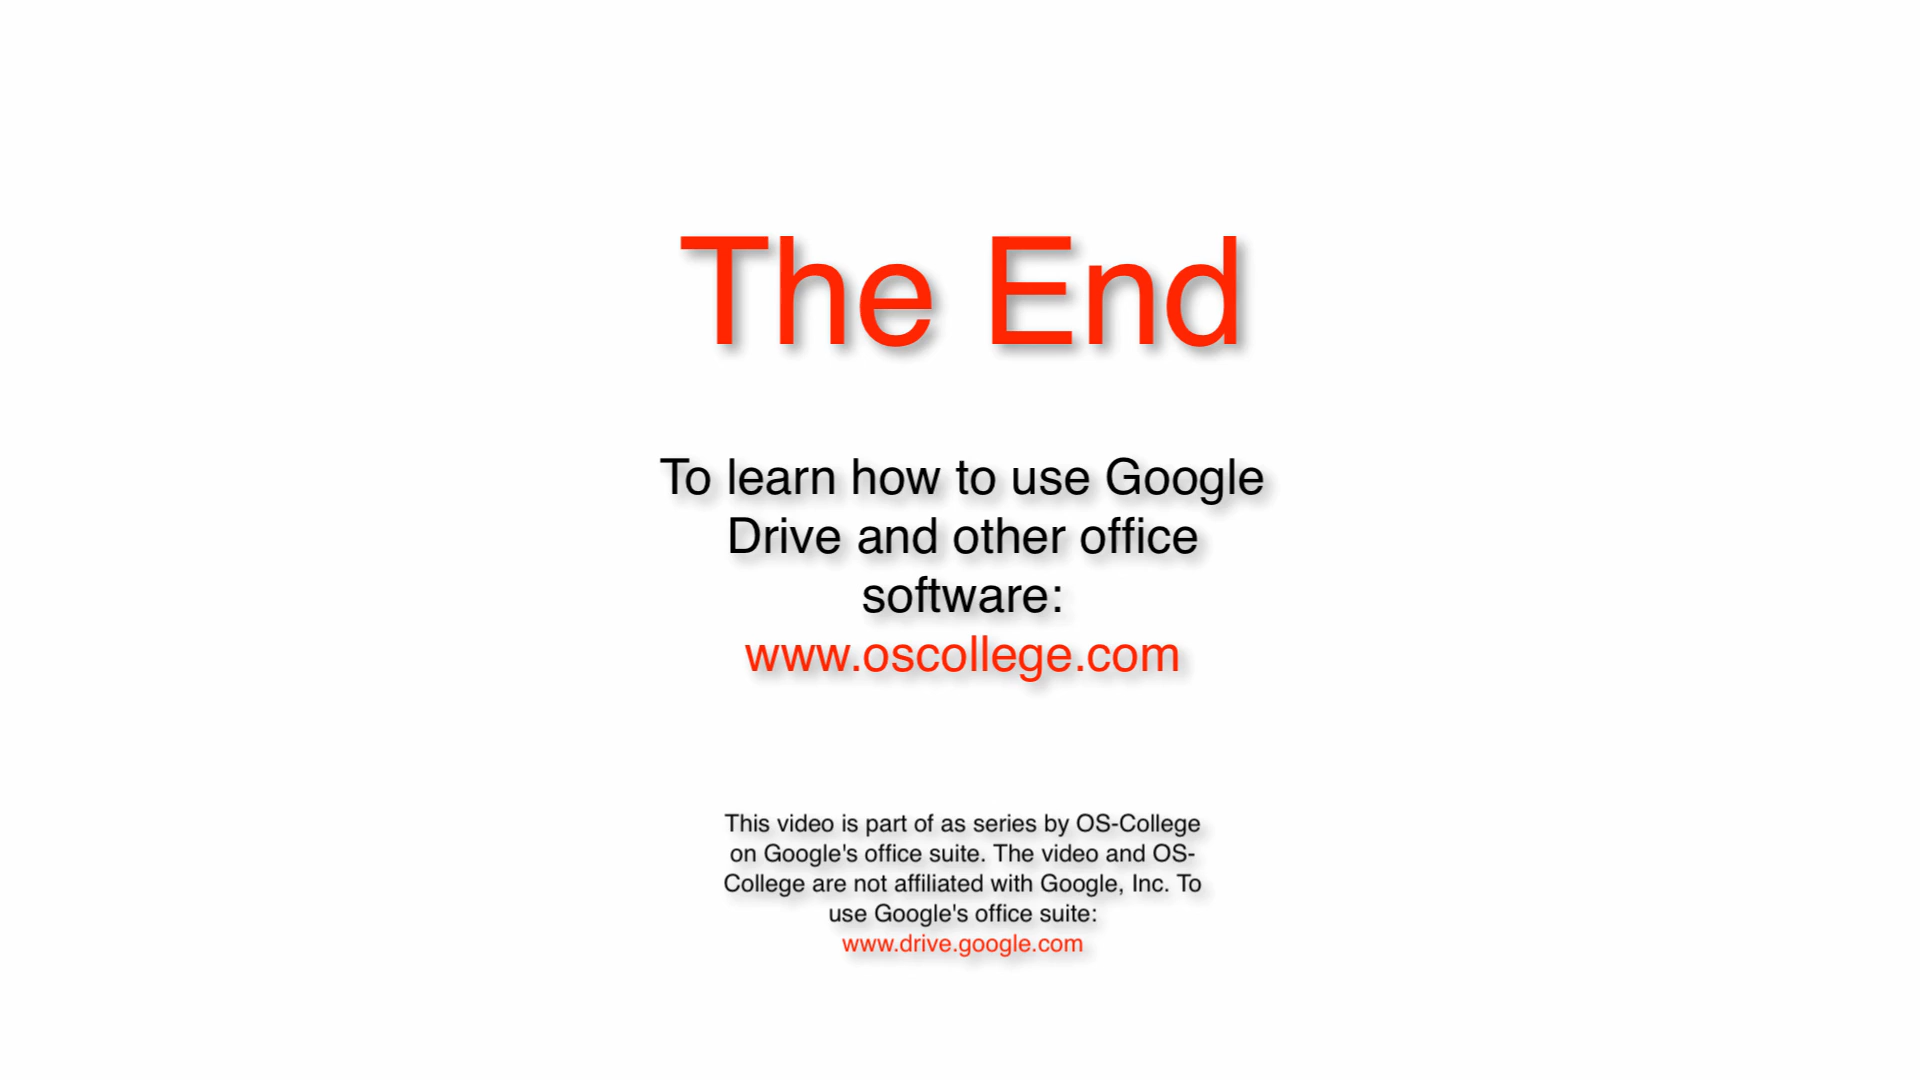 The End
To learn how to use Google
Drive and other office
software:
www.oscollege.com
This video is part of as series by OS-College
on Google's office suite. The video and OS-
College are not affiliated with Google, Inc. To
use Google's office suite:
www.drive.google.com